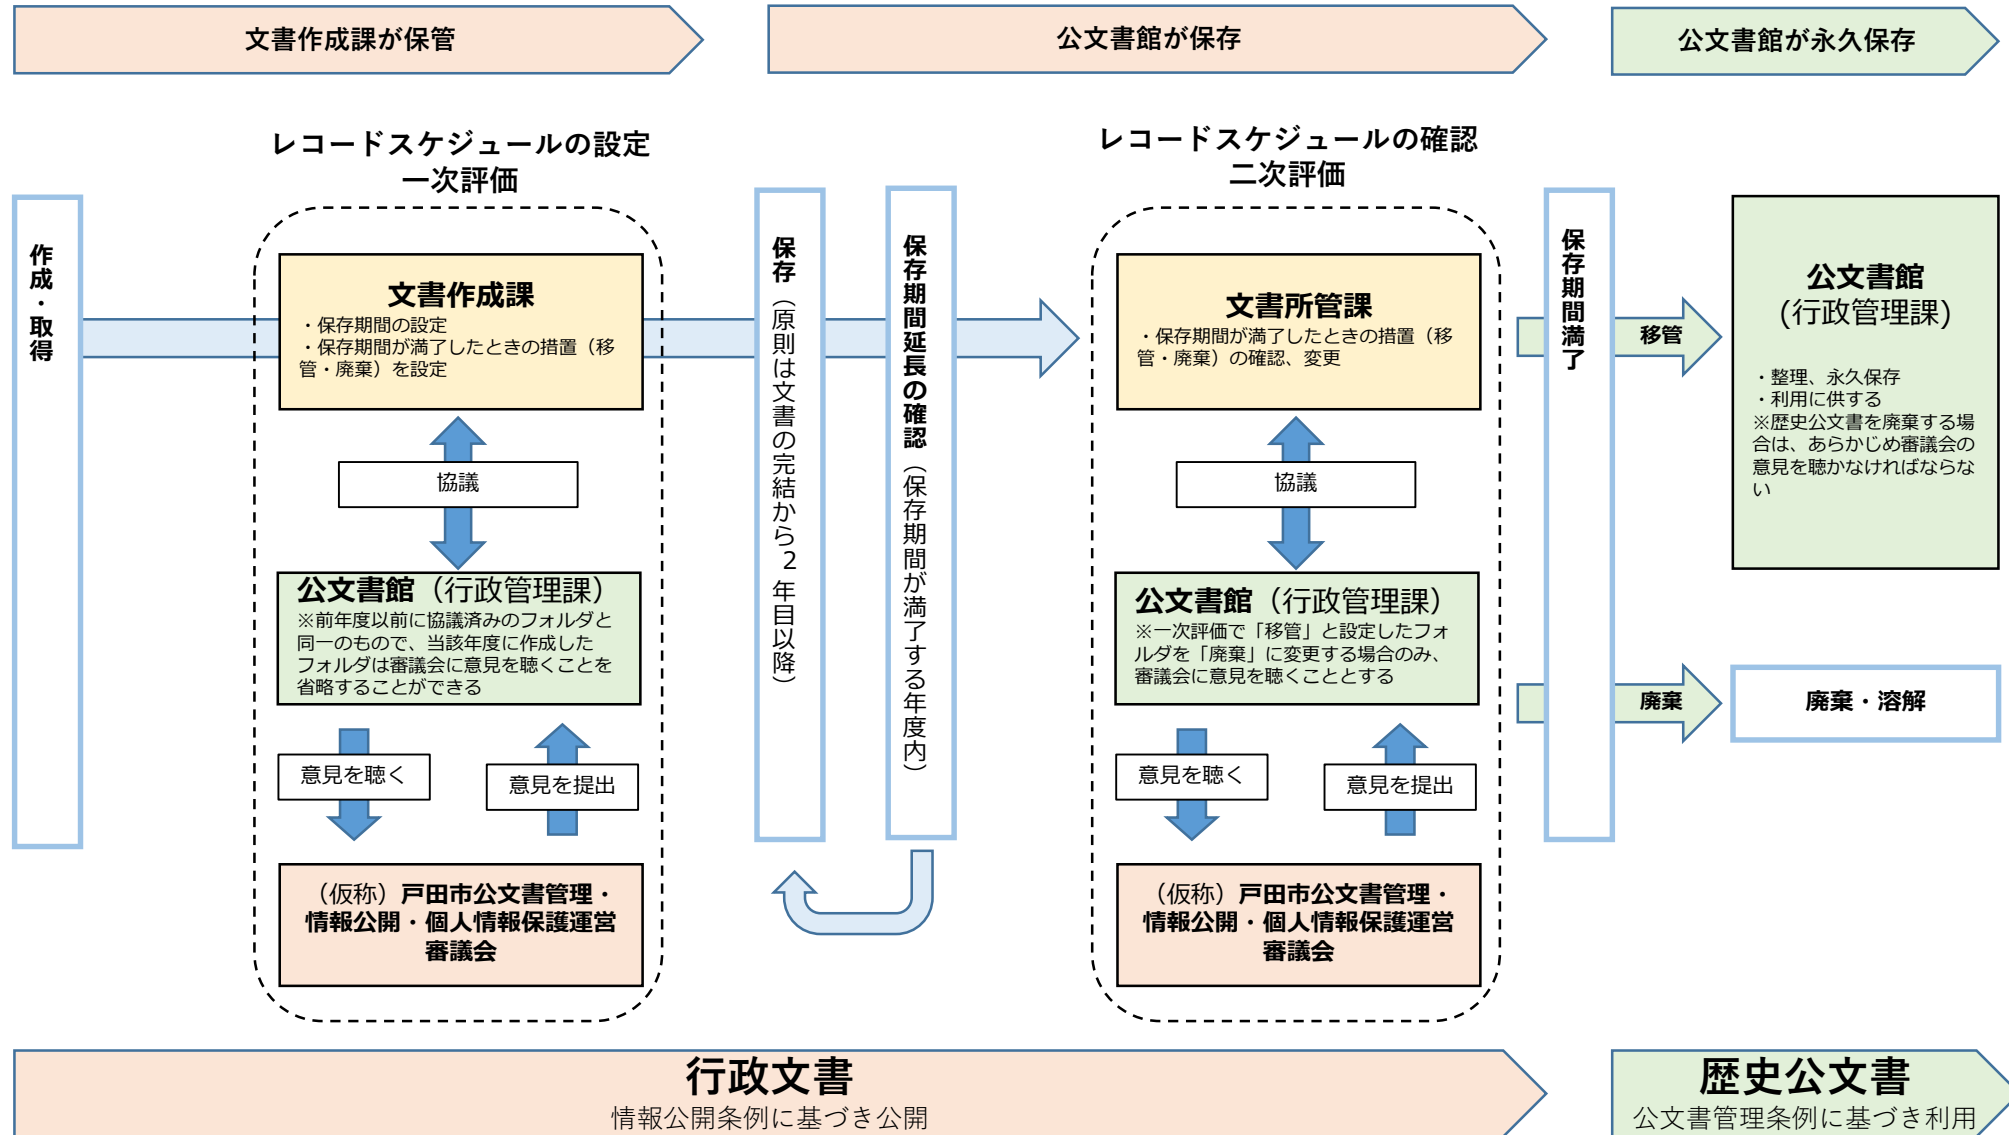 文書作成課が保管
公文書館が保存
公文書館が永久保存
レコードスケジュールの設定
一次評価
レコードスケジュールの確認
二次評価
作成・取得
文書作成課
・保存期間の設定
・保存期間が満了したときの措置（移
管・廃棄）を設定
協議
公文書館（行政管理課）
※前年度以前に協議済みのフォルダと
同一のもので、当該年度に作成した
フォルダは審議会に意見を聴くことを
省略することができる
意見を聴く
意見を提出
（仮称）戸田市公文書管理・
情報公開・個人情報保護運営
審議会
保存（原則は文書の完結から２年目以降）
保存期間延長の確認（保存期間が満了する年度内）
文書所管課
・保存期間が満了したときの措置（移
管・廃棄）の確認、変更
協議
公文書館（行政管理課）
※一次評価で「移管」と設定したフォ
ルダを「廃棄」に変更する場合のみ、
審議会に意見を聴くこととする
意見を聴く
意見を提出
（仮称）戸田市公文書管理・
情報公開・個人情報保護運営
審議会
保存期間満了
移管
公文書館
(行政管理課)
・整理、永久保存
・利用に供する
※歴史公文書を廃棄する場
合は、あらかじめ審議会の
意見を聴かなければならな
い
廃棄
廃棄・溶解
行政文書
情報公開条例に基づき公開
歴史公文書
公文書管理条例に基づき利用